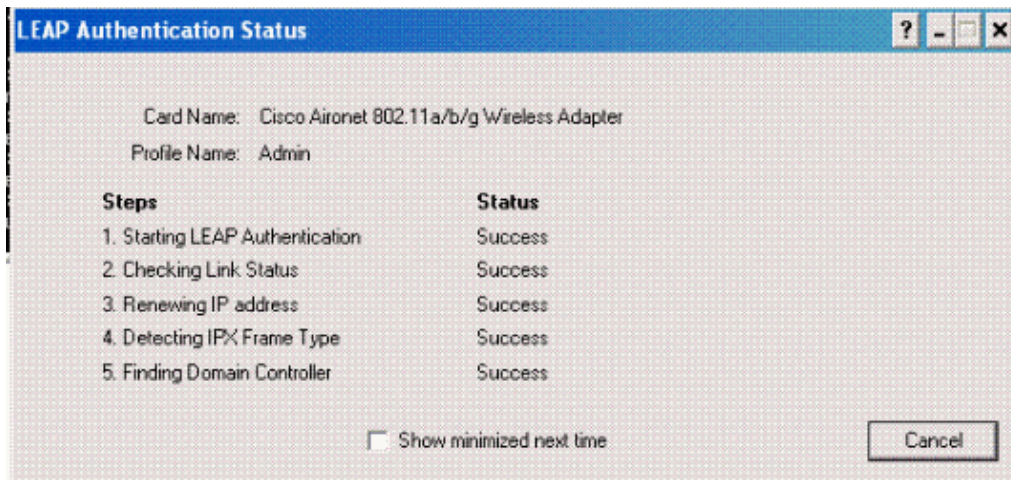 LEAP Authentication Status
Card Name: Cisco Aironet 802.11a/b/g Wireless Adapter
Profile Name: Admin
Steps Status
1. Starting LEAP Authentication Success
2. Checking Link Status Success
3. Renewing IP address Success
4. Detecting IPX Frame Type Success
5. Finding Domain Controller Success
Show minimized next time Cancel